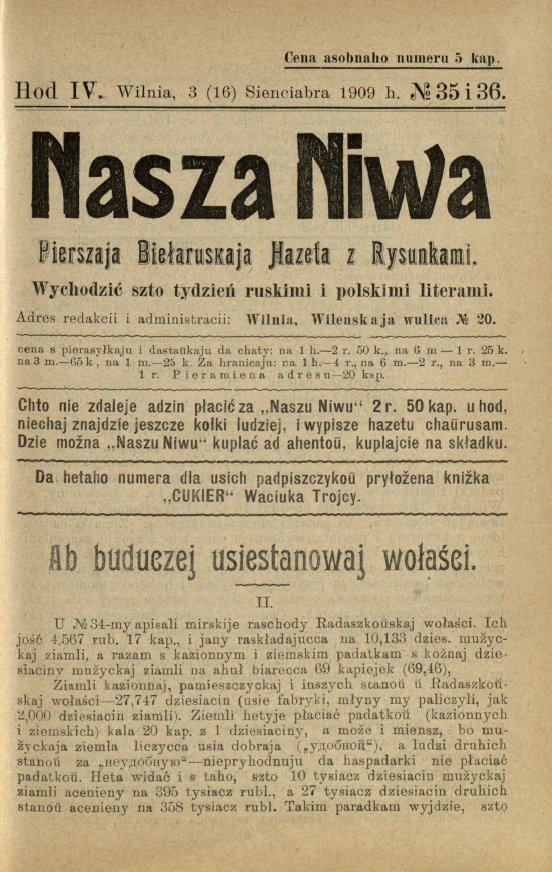 Cena asobnaho numeru 5 kap.
Hod IV. Wilnia, 3 (16) Sienciabra 1909 h. № 35 i 36.
Nasza Niwa
Pierszaja Biełaruskaja Hazeta z Rysunkami.
Wychodzić szto tydzień ruskimi i polskimi literami.
Adres redakcii i administracii: Wilnia, Wilenskaja wulica № 20.
cena s pierasyłkaju i dastaŭkaju da chaty: na 1 h.—2 r. 50 k., na 6 m — 1 r. 25 k.
na 3 m.—65 k, na 1 m.—25 k. Za hranicaju: na 1 h.—4 r., na 6 m.—2 r., na 3 m.—
1 r. Pieramiena adresu—20 kap.
Chto nie zdaleje adzin płacić za „Naszu Niwu“ 2 r. 50 kap. u hod,
niechaj znajdzie jeszcze kolki ludziej, i wypisze hazetu chaŭrusam.
Dzie można „Naszu Niwu“ kuplać ad ahentoŭ, kuplajcie na składku.
Da hetaho numera dla usich padpiszczykoŭ pryłożena kniżka
„CUKIER“ Waciuka Trojcy.
Ab buduczej usiestanowaj wołaści.
II.
U № 34-my apisali mirskije raschody Radaszkoŭskaj wołaści. Ich
jość 4,567 rub. 17 kap., i jany raskładajucca na 10,133 dzies. mużyc-
kaj ziamli, a razam s kazionnym i ziemskim padatkam s kożnaj dzie-
siaciny mużyckaj ziamli na ahuł biarecca 69 kapiejek (69,46),
Ziamli kazionnaj, pamieszczyckaj i inszych stanoŭ ŭ Radaszkoŭ-
skaj wołaści—27,747 dziesiacin (usie fabryki, młyny my paliczyli, jak
2,000 dziesiacin ziamli). Ziemli hetyje płaciać padatkoŭ (kazionnych
i ziemskich) kala 20 kap. z 1 dziesiaciny, a może i miensz, bo mu-
życkaja ziemla liczycca usia dobraja („удобной“), a ludzi druhich
stanoŭ za „неудобную“—niepryhodnuju da haspadarki nie płaciać
padatkoŭ. Heta widać i s taho, szto 10 tysiacz dziesiacin mużyckaj
ziamli acenieny na 395 tysiacz rubl., a 27 tysiacz dziesiacin druhich
stanoŭ acenieny na 358 tysiacz rubl. Takim paradkam wyjdzie, szto